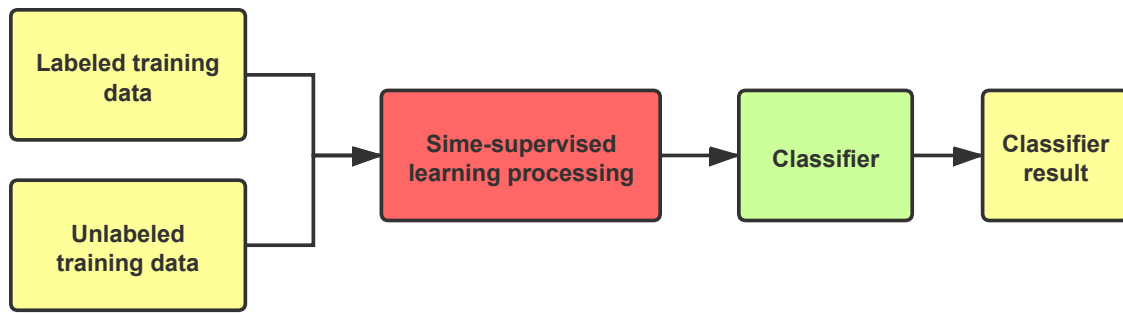 Labeled training
data
Unlabeled
training data
Sime-supervised
learning processing
Classifier
Classifier
result